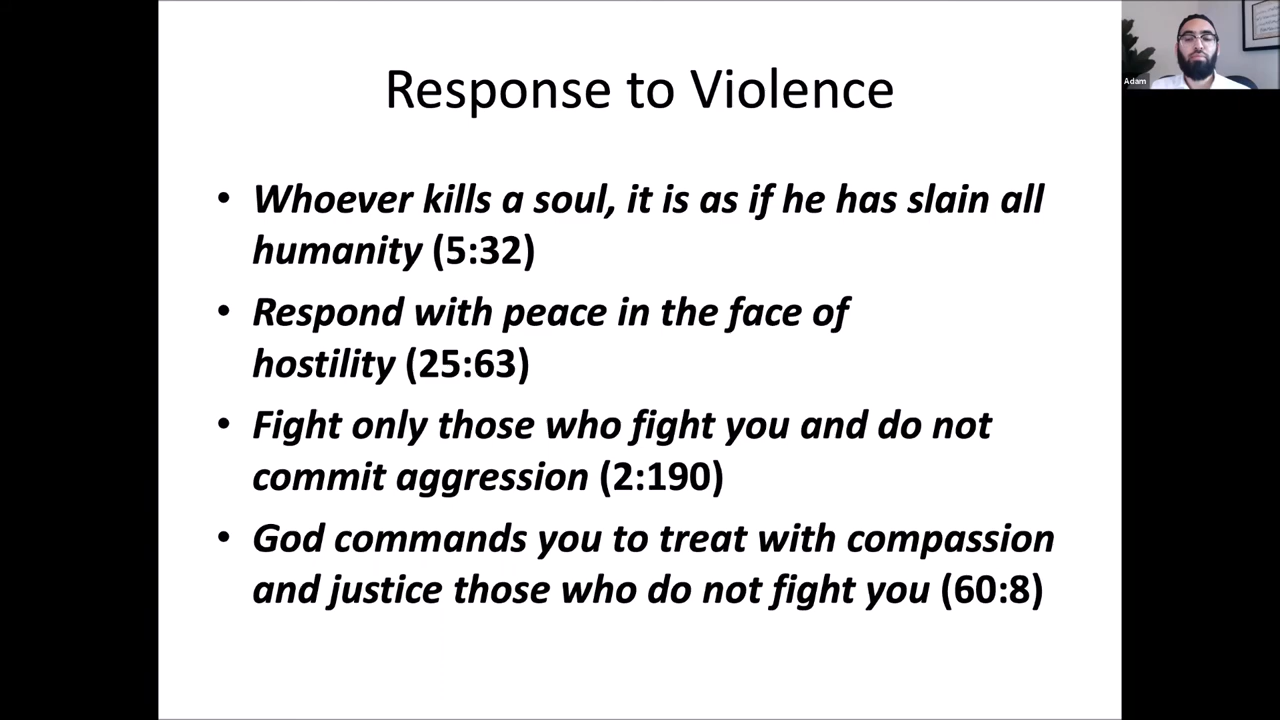 Response to Violence
• Whoever kills a soul, it is as if he has slain all
humanity (5:32)
• Respond with peace in the face of
hostility (25:63)
• Fight only those who fight you and do not
commit aggression (2:190)
• God commands you to treat with compassion
and justice those who do not fight you (60:8)
Adam